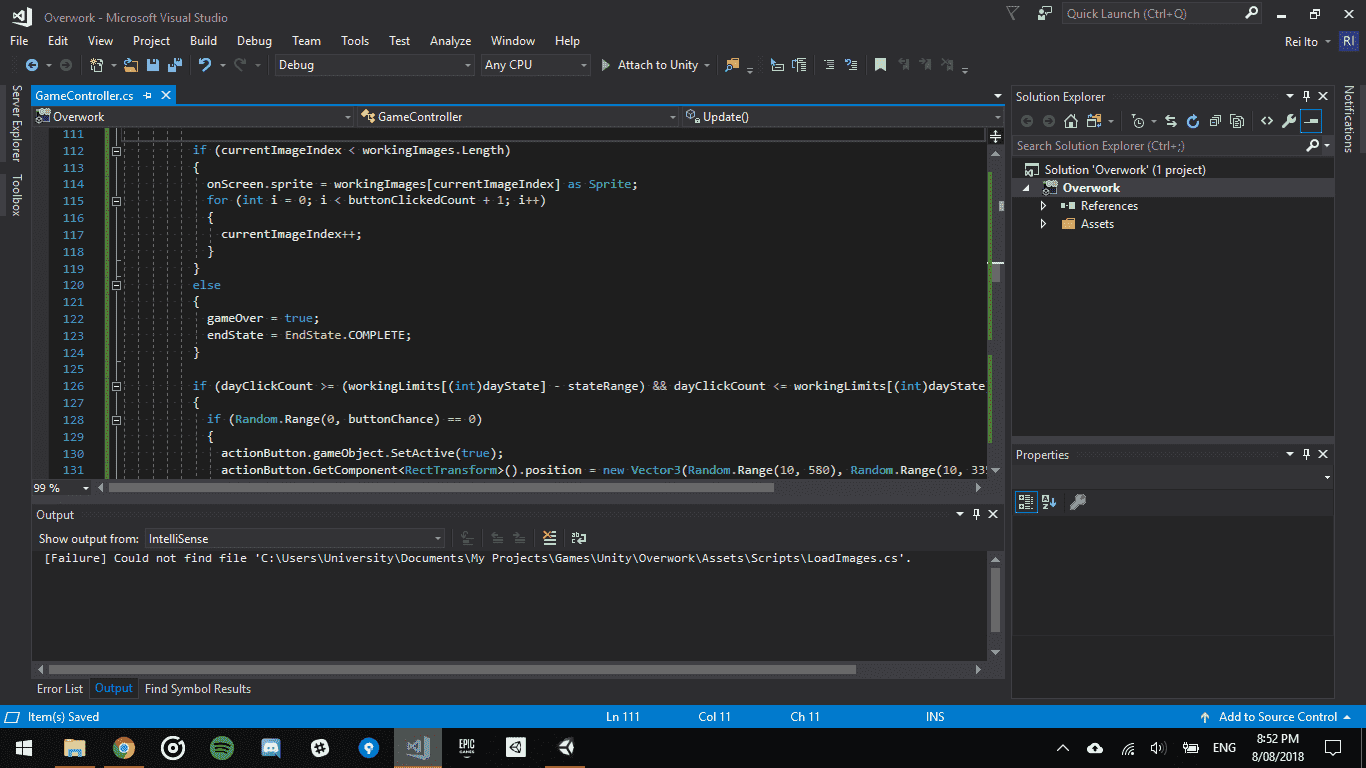 Overwork - Microsoft Visual Studio
Quick Launch (Ctrl+Q)
File Edit View Project Build Debug Team Tools Test Analyze Window Help
Rei Ito RI
Debug Any CPU Attach to Unity
Server Explorer
Toolbox
GameController.cs
Overwork GameController Update()
111
112 if (currentImageIndex < workingImages.Length)
113 {
114 onScreen.sprite = workingImages[currentImageIndex] as Sprite;
115 for (int i = 0; i < buttonClickedCount + 1; i++)
116 {
117 currentImageIndex++;
118 }
119 }
120 else
121 {
122 gameOver = true;
123 endState = EndState.COMPLETE;
124 }
125
126 if (dayClickCount >= (workingLimits[(int)dayState] - stateRange) && dayClickCount <= workingLimits[(int)dayState
127 {
128 if (Random.Range(0, buttonChance) == 0)
129 {
130 actionButton.gameObject.SetActive(true);
131 actionButton.GetComponent<RectTransform>().position = new Vector3(Random.Range(10, 580), Random.Range(10, 335
99 %
Output
Show output from: IntelliSense
[Failure] Could not find file 'C:\Users\University\Documents\My Projects\Games\Unity\Overwork\Assets\Scripts\LoadImages.cs'.
Error List Output Find Symbol Results
Solution Explorer
Search Solution Explorer (Ctrl+;)
Solution 'Overwork' (1 project)
Overwork
References
Assets
Properties
Notifications
Item(s) Saved Ln 111 Col 11 Ch 11 INS Add to Source Control
EPIC GAMES
ENG
8:52 PM
8/08/2018